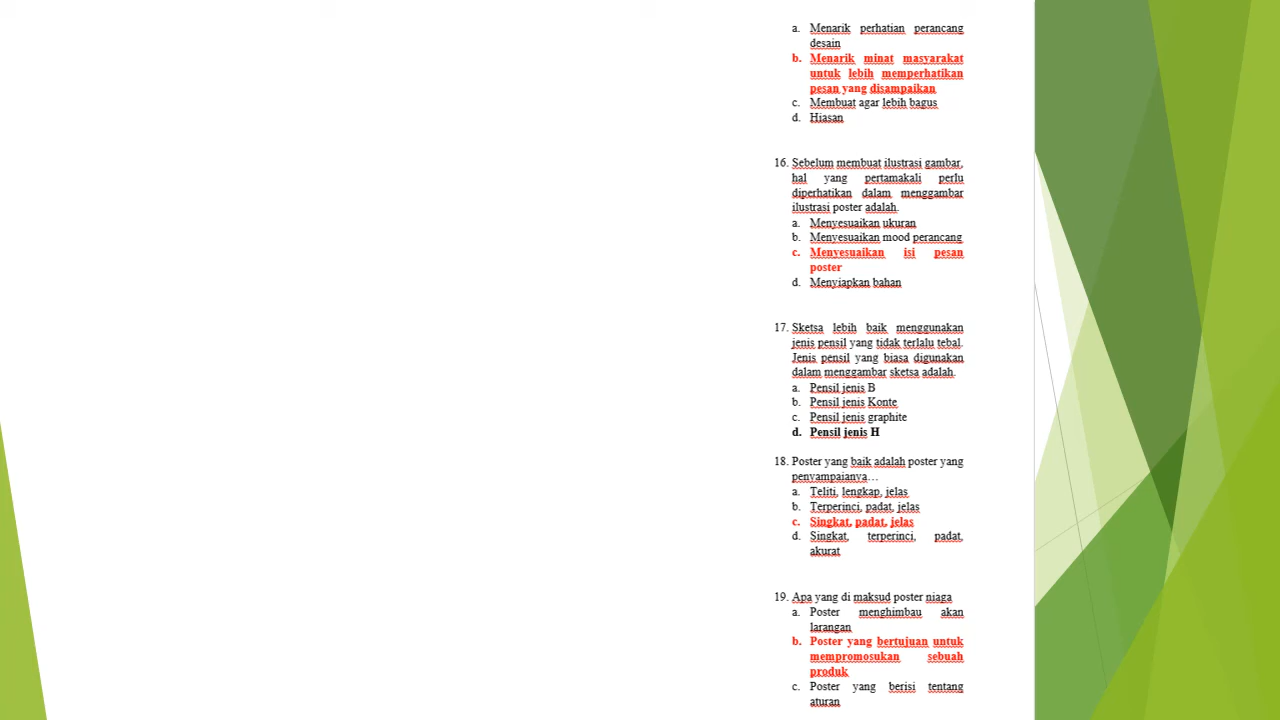 a. Menarik perhatian perancang
desain
b. Menarik minat masyarakat
untuk lebih memperhatikan
pesan yang disampaikan
c. Membuat agar lebih bagus
d. Hiasan
16. Sebelum membuat ilustrasi gambar,
hal yang pertamakali perlu
diperhatikan dalam menggambar
ilustrasi poster adalah.
a. Menyesuaikan ukuran
b. Menyesuaikan mood perancang
c. Menyesuaikan isi pesan
poster
d. Menyiapkan bahan
17. Sketsa lebih baik menggunakan
jenis pensil yang tidak terlalu tebal.
Jenis pensil yang biasa digunakan
dalam menggambar sketsa adalah.
a. Pensil jenis B
b. Pensil jenis Konte
c. Pensil jenis graphite
d. Pensil jenis H
18. Poster yang baik adalah poster yang
penyampaianya…
a. Teliti, lengkap, jelas
b. Terperinci, padat, jelas
c. Singkat, padat, jelas
d. Singkat, terperinci, padat,
akurat
19. Apa yang di maksud poster niaga
a. Poster menghimbau akan
larangan
b. Poster yang bertujuan untuk
mempromosukan sebuah
produk
c. Poster yang berisi tentang
aturan